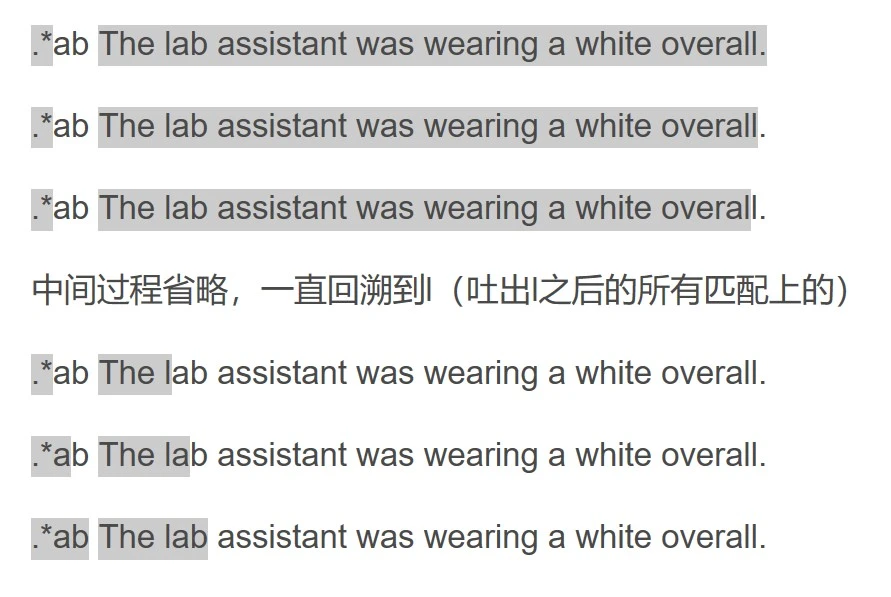 .*ab The lab assistant was wearing a white overall.
.*ab The lab assistant was wearing a white overall.
.*ab The lab assistant was wearing a white overall.
中间过程省略，一直回溯到l（吐出l之后的所有匹配上的）
.*ab The lab assistant was wearing a white overall.
.*ab The lab assistant was wearing a white overall.
.*ab The lab assistant was wearing a white overall.